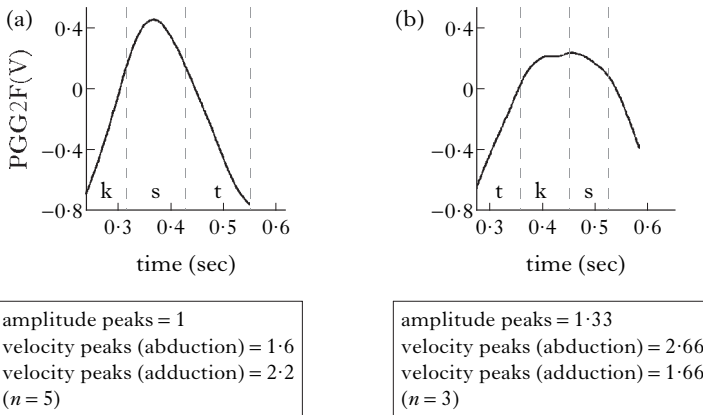 (a)
PGG2F(V)
0·4
0
−0·4
−0·8
k s t
0·3 0·4 0·5 0·6
time (sec)
amplitude peaks = 1
velocity peaks (abduction) = 1·6
velocity peaks (adduction) = 2·2
(n = 5)
(b)
0·4
0
−0·4
−0·8
t k s
0·3 0·4 0·5 0·6
time (sec)
amplitude peaks = 1·33
velocity peaks (abduction) = 2·66
velocity peaks (adduction) = 1·66
(n = 3)